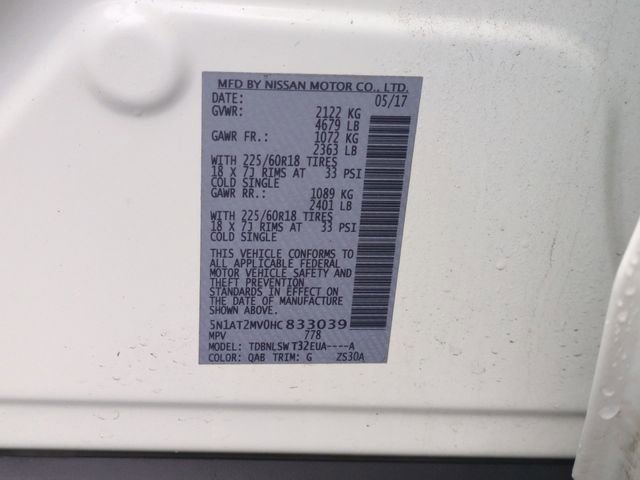 MFD BY NISSAN MOTOR CO., LTD.
DATE: 05/17
GVWR: 2122 KG
4679 LB
GAWR FR.: 1072 KG
2363 LB
WITH 225/60R18 TIRES
18 X 7J RIMS AT 33 PSI
COLD SINGLE
GAWR RR.: 1089 KG
2401 LB
WITH 225/60R18 TIRES
18 X 7J RIMS AT 33 PSI
COLD SINGLE
THIS VEHICLE CONFORMS TO
ALL APPLICABLE FEDERAL
MOTOR VEHICLE SAFETY AND
THEFT PREVENTION
STANDARDS IN EFFECT ON
THE DATE OF MANUFACTURE
SHOWN ABOVE.
5N1AT2MV0HC833039
MPV 778
MODEL: TDBNLSWT32EUA----A
COLOR: QAB TRIM: G ZS30A